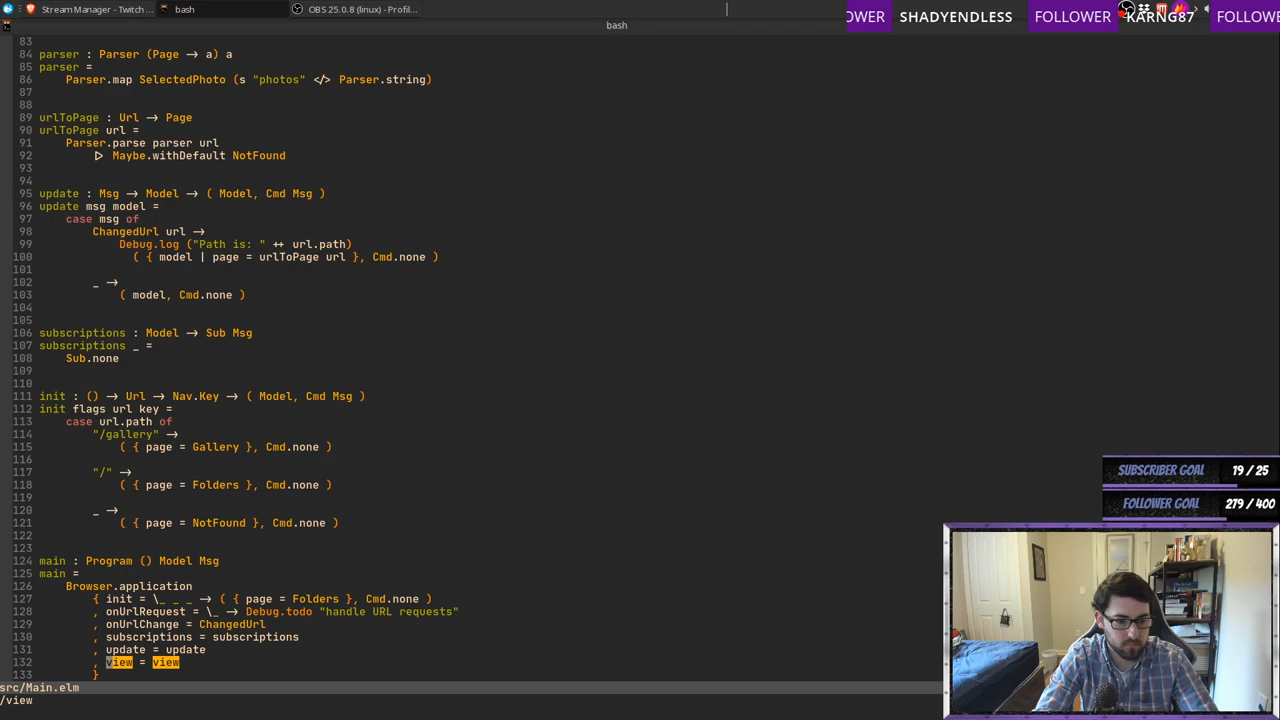 Stream Manager - Twitch
bash
OBS 25.0.8 (linux) - Profil...
OWER
SHADYENDLESS
FOLLOWER
KARNG87
FOLLOWE
bash
83
84 parser : Parser (Page → a) a
85 parser =
86 Parser.map SelectedPhoto (s "photos" </> Parser.string)
87
88
89 urlToPage : Url → Page
90 urlToPage url =
91 Parser.parse parser url
92 ▷ Maybe.withDefault NotFound
93
94
95 update : Msg → Model → ( Model, Cmd Msg )
96 update msg model =
97 case msg of
98 ChangedUrl url →
99 Debug.log ("Path is: " ++ url.path)
100 ( { model | page = urlToPage url }, Cmd.none )
101
102 _ →
103 ( model, Cmd.none )
104
105
106 subscriptions : Model → Sub Msg
107 subscriptions _ =
108 Sub.none
109
110
111 init : () → Url → Nav.Key → ( Model, Cmd Msg )
112 init flags url key =
113 case url.path of
114 "/gallery" →
115 ( { page = Gallery }, Cmd.none )
116
117 "/" →
118 ( { page = Folders }, Cmd.none )
119
120 _ →
121 ( { page = NotFound }, Cmd.none )
122
123
124 main : Program () Model Msg
125 main =
126 Browser.application
127 { init = \_ _ _ → ( { page = Folders }, Cmd.none )
128 , onUrlRequest = \_ → Debug.todo "handle URL requests"
129 , onUrlChange = ChangedUrl
130 , subscriptions = subscriptions
131 , update = update
132 , view = view
133 }
src/Main.elm
/view
SUBSCRIBER GOAL 19 / 25
FOLLOWER GOAL 279 / 400